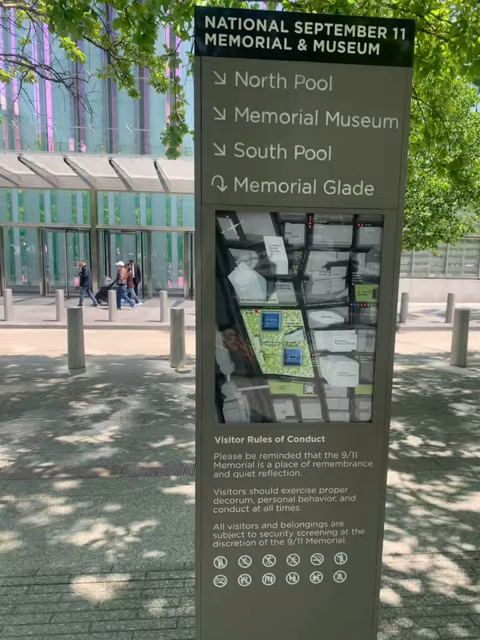 NATIONAL SEPTEMBER 11
MEMORIAL & MUSEUM
North Pool
Memorial Museum
South Pool
Memorial Glade
Visitor Rules of Conduct
Please be reminded that the 9/11
Memorial is a place of remembrance
and quiet reflection.
Visitors should exercise proper
decorum, personal behavior, and
conduct at all times.
All visitors and belongings are
subject to security screening at the
discretion of the 9/11 Memorial.